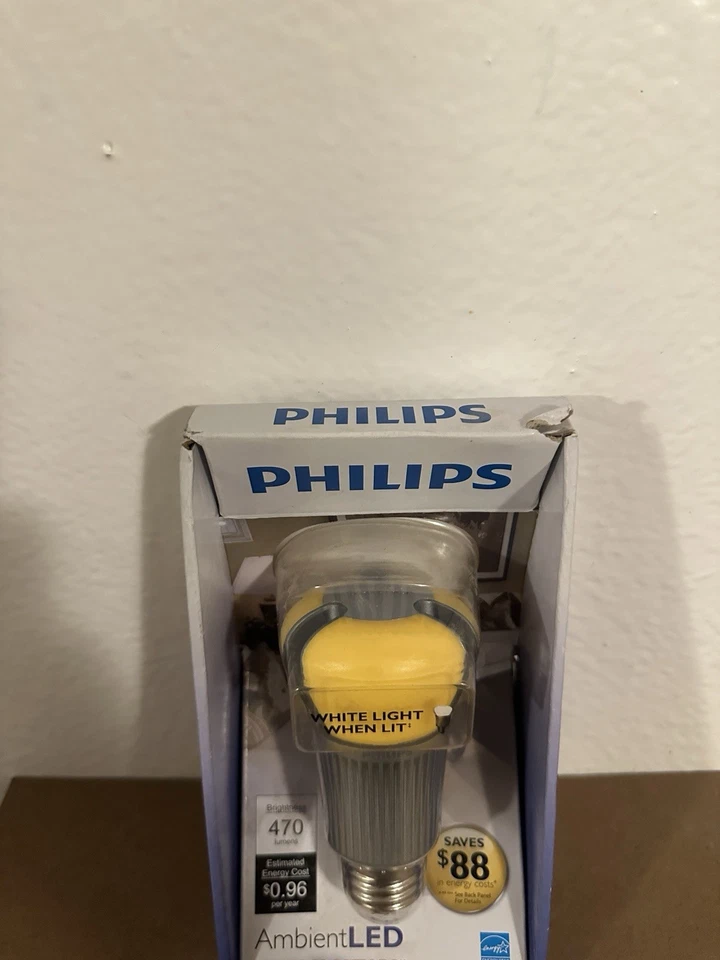 PHILIPS
PHILIPS
WHITE LIGHT
WHEN LIT¹
Brightness
470
lumens
Estimated
Energy Cost
$0.96
per year
SAVES
$88
in energy costs*
See Back Panel
For Details
AmbientLED